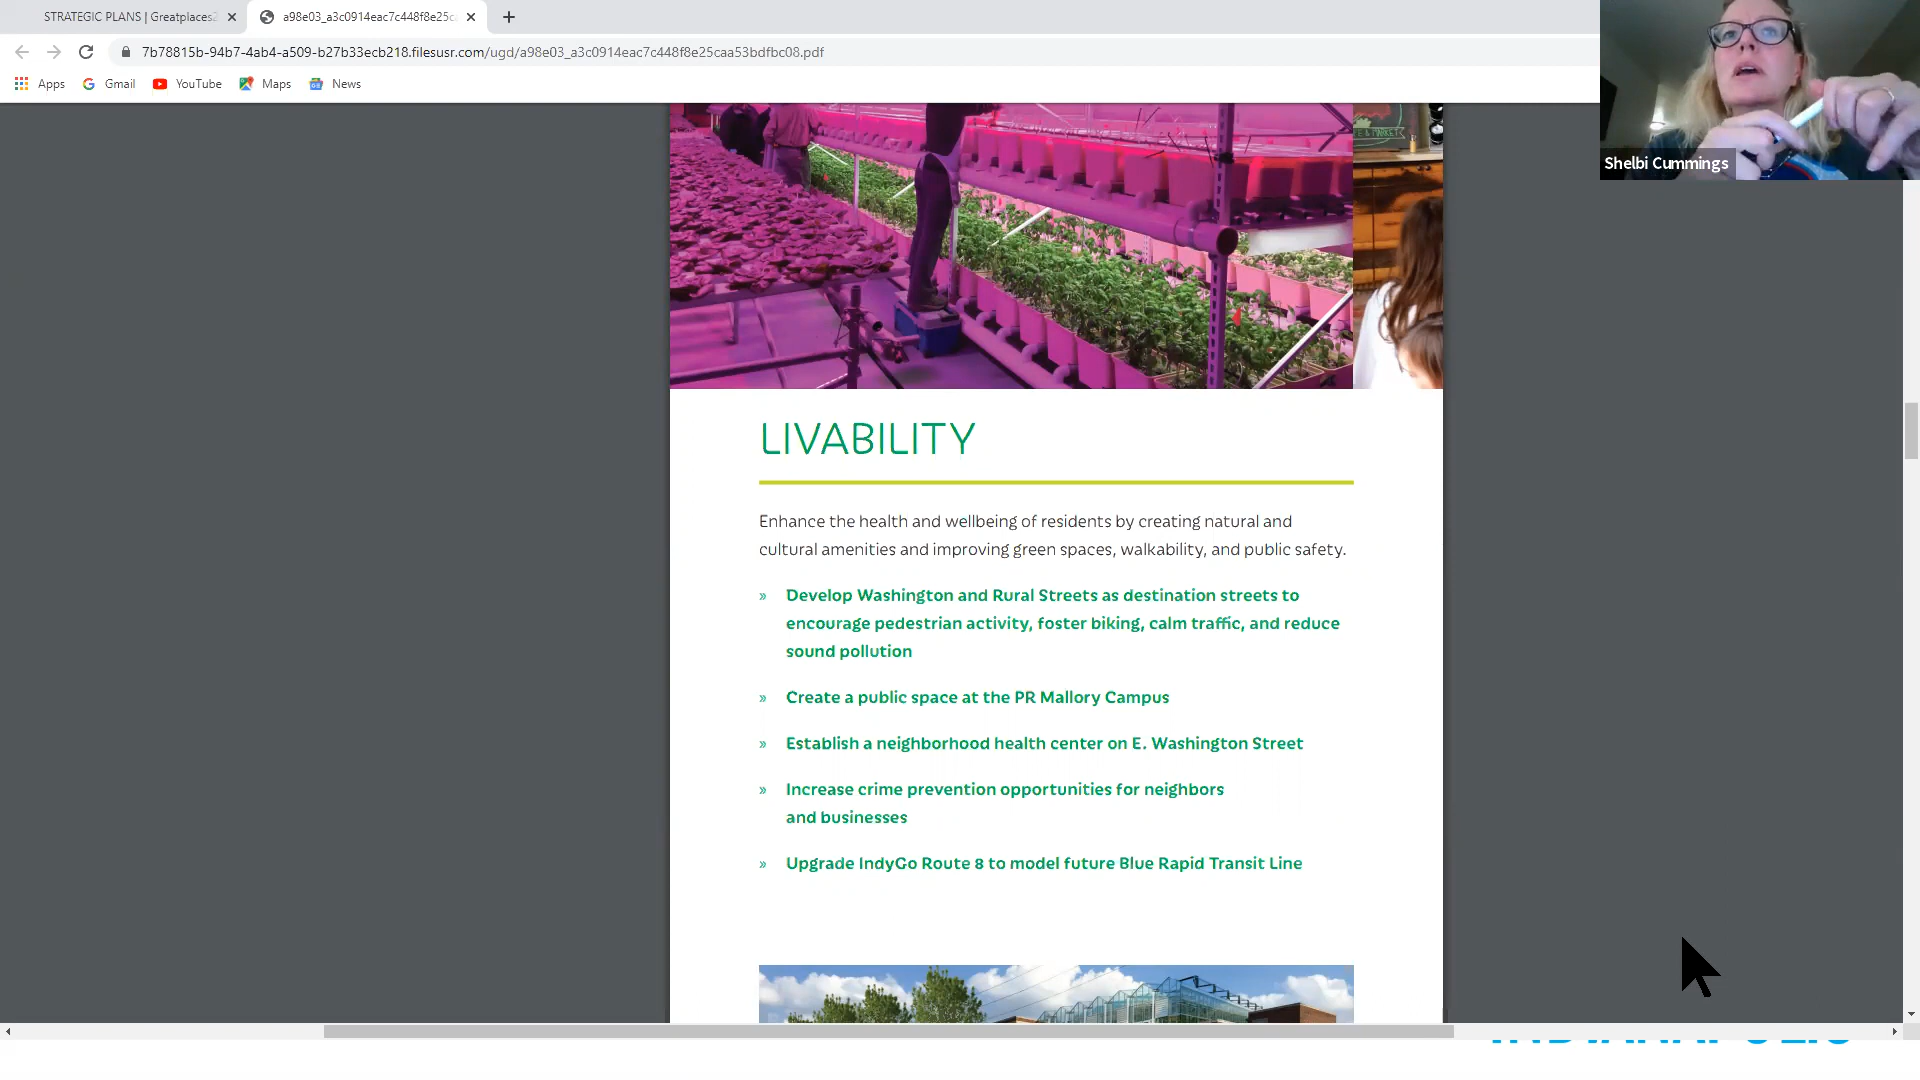 STRATEGIC PLANS | Greatplaces2
a98e03_a3c0914eac7c448f8e25c
7b78815b-94b7-4ab4-a509-b27b33ecb218.filesusr.com/ugd/a98e03_a3c0914eac7c448f8e25caa53bdfbc08.pdf
Apps Gmail YouTube Maps News
Shelbi Cummings
E & MARKET
LIVABILITY
Enhance the health and wellbeing of residents by creating natural and
cultural amenities and improving green spaces, walkability, and public safety.
» Develop Washington and Rural Streets as destination streets to
encourage pedestrian activity, foster biking, calm traffic, and reduce
sound pollution
» Create a public space at the PR Mallory Campus
» Establish a neighborhood health center on E. Washington Street
» Increase crime prevention opportunities for neighbors
and businesses
» Upgrade IndyGo Route 8 to model future Blue Rapid Transit Line